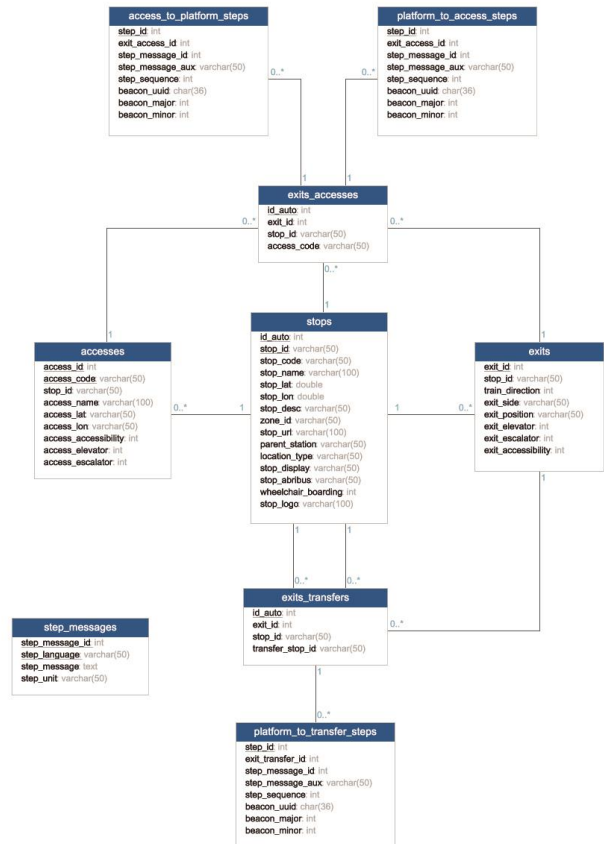 access_to_platform_steps
step_id: int
exit_access_id: int
step_message_id: int
step_message_aux: varchar(50)
step_sequence: int
beacon_uuid: char(36)
beacon_major: int
beacon_minor: int
platform_to_access_steps
step_id: int
exit_access_id: int
step_message_id: int
step_message_aux: varchar(50)
step_sequence: int
beacon_uuid: char(36)
beacon_major: int
beacon_minor: int
0..*
0..*
1
1
exits_accesses
id_auto: int
exit_id: int
stop_id: varchar(50)
access_code: varchar(50)
0..*
0..*
0..*
1
1
1
accesses
access_id: int
access_code: varchar(50)
stop_id: varchar(50)
access_name: varchar(100)
access_lat: varchar(50)
access_lon: varchar(50)
access_accessibility: int
access_elevator: int
access_escalator: int
0..*
1
stops
id_auto: int
stop_id: varchar(50)
stop_code: varchar(50)
stop_name: varchar(100)
stop_lat: double
stop_lon: double
stop_desc: varchar(50)
zone_id: varchar(50)
stop_url: varchar(100)
parent_station: varchar(50)
location_type: varchar(50)
stop_display: varchar(50)
stop_abribus: varchar(50)
wheelchair_boarding: int
stop_logo: varchar(100)
1
0..*
exits
exit_id: int
stop_id: varchar(50)
train_direction: int
exit_side: varchar(50)
exit_position: varchar(50)
exit_elevator: int
exit_escalator: int
exit_accessibility: int
1
1
1
0..*
0..*
exits_transfers
id_auto: int
exit_id: int
stop_id: varchar(50)
transfer_stop_id: varchar(50)
0..*
1
step_messages
step_message_id: int
step_language: varchar(50)
step_message: text
step_unit: varchar(50)
0..*
platform_to_transfer_steps
step_id: int
exit_transfer_id: int
step_message_id: int
step_message_aux: varchar(50)
step_sequence: int
beacon_uuid: char(36)
beacon_major: int
beacon_minor: int